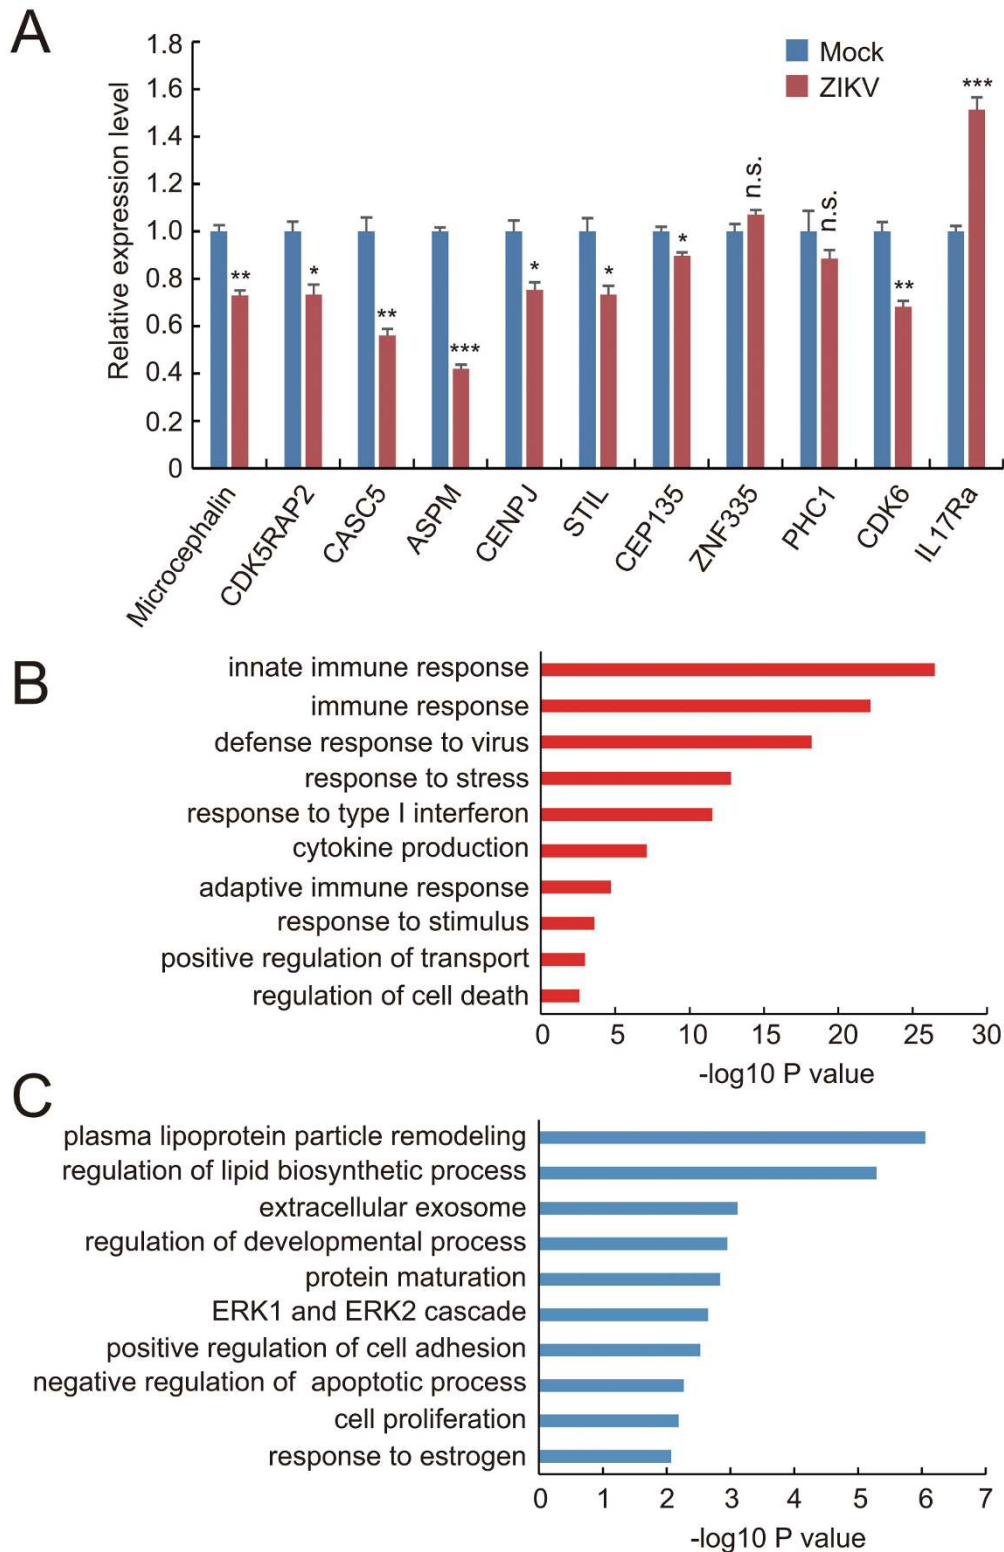 A
Relative expression level
1.8
1.6
1.4
1.2
1.0
0.8
0.6
0.4
0.2
0
Mock
ZIKV
**
*
**
***
*
*
*
n.s.
n.s.
**
***
Microcephalin
CDK5RAP2
CASC5
ASPM
CENPJ
STIL
CEP135
ZNF335
PHC1
CDK6
IL17Ra
B
innate immune response
immune response
defense response to virus
response to stress
response to type I interferon
cytokine production
adaptive immune response
response to stimulus
positive regulation of transport
regulation of cell death
0 5 10 15 20 25 30
-log10 P value
C
plasma lipoprotein particle remodeling
regulation of lipid biosynthetic process
extracellular exosome
regulation of developmental process
protein maturation
ERK1 and ERK2 cascade
positive regulation of cell adhesion
negative regulation of apoptotic process
cell proliferation
response to estrogen
0 1 2 3 4 5 6 7
-log10 P value